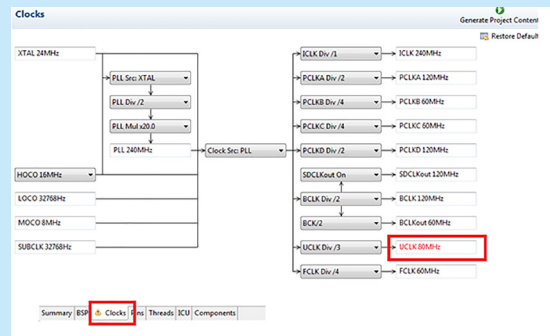 Clocks
Generate Project Content
Restore Default
XTAL 24MHz
PLL Src: XTAL
PLL Div /2
PLL Mul x20.0
PLL 240MHz
HOCO 16MHz
LOCO 32768Hz
MOCO 8MHz
SUBCLK 32768Hz
Clock Src: PLL
ICLK Div /1
ICLK 240MHz
PCLKA Div /2
PCLKA 120MHz
PCLKB Div /4
PCLKB 60MHz
PCLKC Div /4
PCLKC 60MHz
PCLKD Div /2
PCLKD 120MHz
SDCLKout On
SDCLKout 120MHz
BCLK Div /2
BCLK 120MHz
BCK/2
BCLKout 60MHz
UCLK Div /3
UCLK 80MHz
FCLK Div /4
FCLK 60MHz
Summary BSP Clocks Pins Threads ICU Components